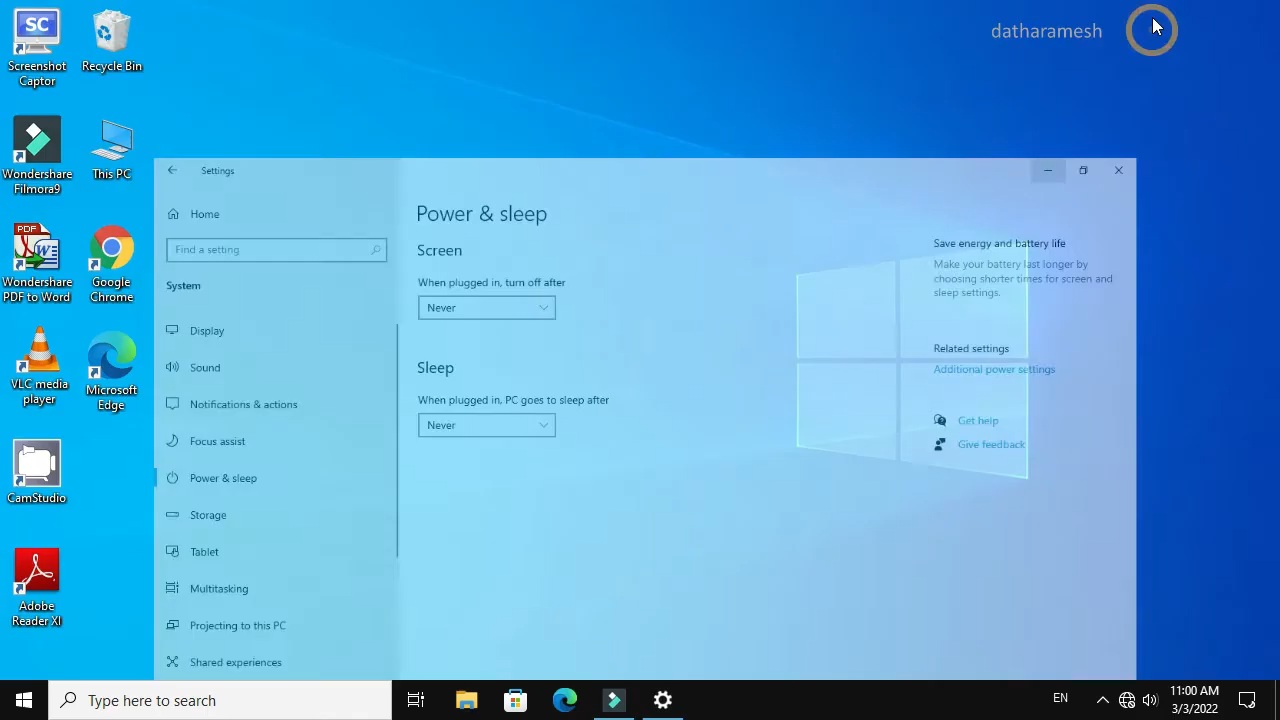 datharamesh
SC
Screenshot
Captor
Recycle Bin
Wondershare
Filmora9
This PC
PDF
W
Wondershare
PDF to Word
Google
Chrome
VLC media
player
Microsoft
Edge
CamStudio
Adobe
Reader XI
Settings
Home
Find a setting
System
Display
Sound
Notifications & actions
Focus assist
Power & sleep
Storage
Tablet
Multitasking
Projecting to this PC
Shared experiences
Power & sleep
Screen
When plugged in, turn off after
Never
Sleep
When plugged in, PC goes to sleep after
Never
Save energy and battery life
Make your battery last longer by
choosing shorter times for screen and
sleep settings.
Related settings
Additional power settings
Get help
Give feedback
Type here to search
EN
11:00 AM
3/3/2022